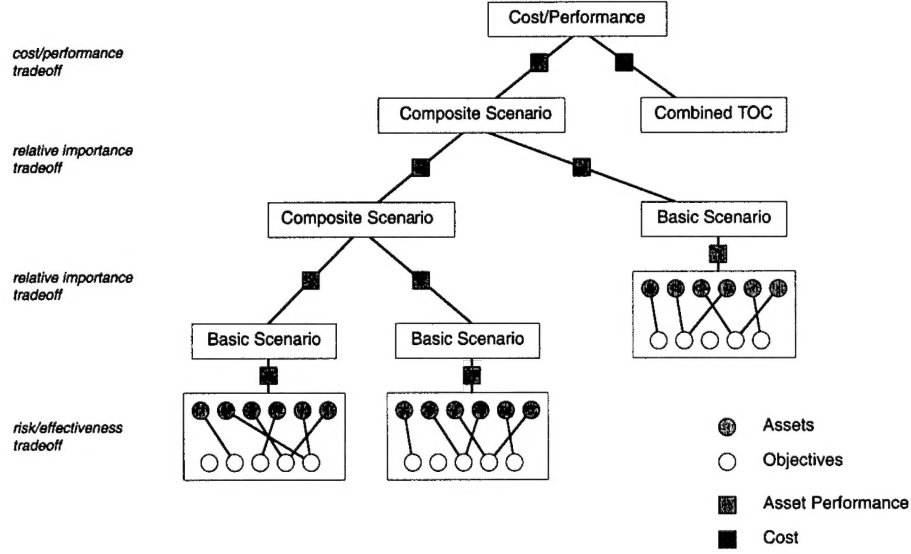 Cost/Performance
cost/performance
tradeoff
Composite Scenario
Combined TOC
relative importance
tradeoff
Composite Scenario
Basic Scenario
relative importance
tradeoff
Basic Scenario
Basic Scenario
risk/effectiveness
tradeoff
Assets
Objectives
Asset Performance
Cost